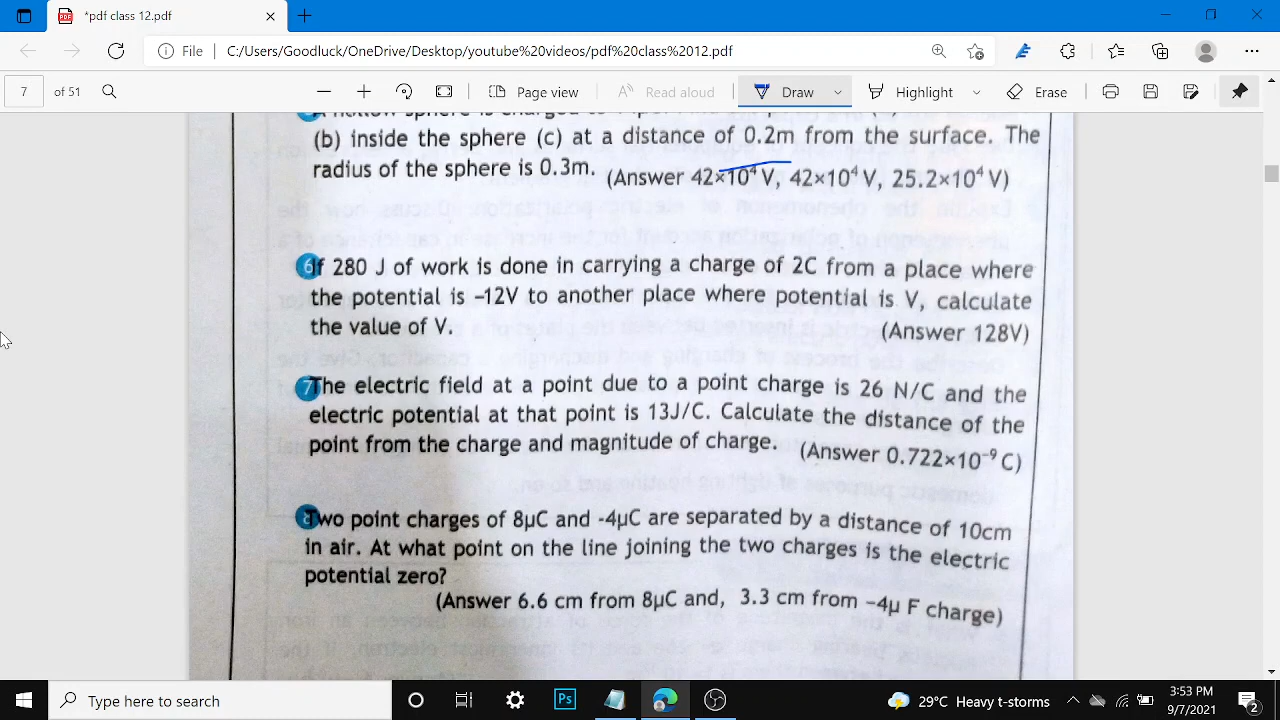 *pdf class 12.pdf
File
C:/Users/Goodluck/OneDrive/Desktop/youtube%20videos/pdf%20class%2012.pdf
7 of 51
Page view
Read aloud
Draw
Highlight
Erase
(b) inside the sphere (c) at a distance of 0.2m from the surface. The
radius of the sphere is 0.3m. (Answer 42×10⁴ V, 42×10⁴ V, 25.2×10⁴ V)
6 If 280 J of work is done in carrying a charge of 2C from a place where
the potential is −12V to another place where potential is V, calculate
the value of V. (Answer 128V)
7 The electric field at a point due to a point charge is 26 N/C and the
electric potential at that point is 13J/C. Calculate the distance of the
point from the charge and magnitude of charge. (Answer 0.722×10⁻⁹ C)
8 Two point charges of 8μC and -4μC are separated by a distance of 10cm
in air. At what point on the line joining the two charges is the electric
potential zero?
(Answer 6.6 cm from 8μC and, 3.3 cm from −4μ F charge)
Type here to search
Ps
29°C Heavy t-storms
3:53 PM
9/7/2021
2